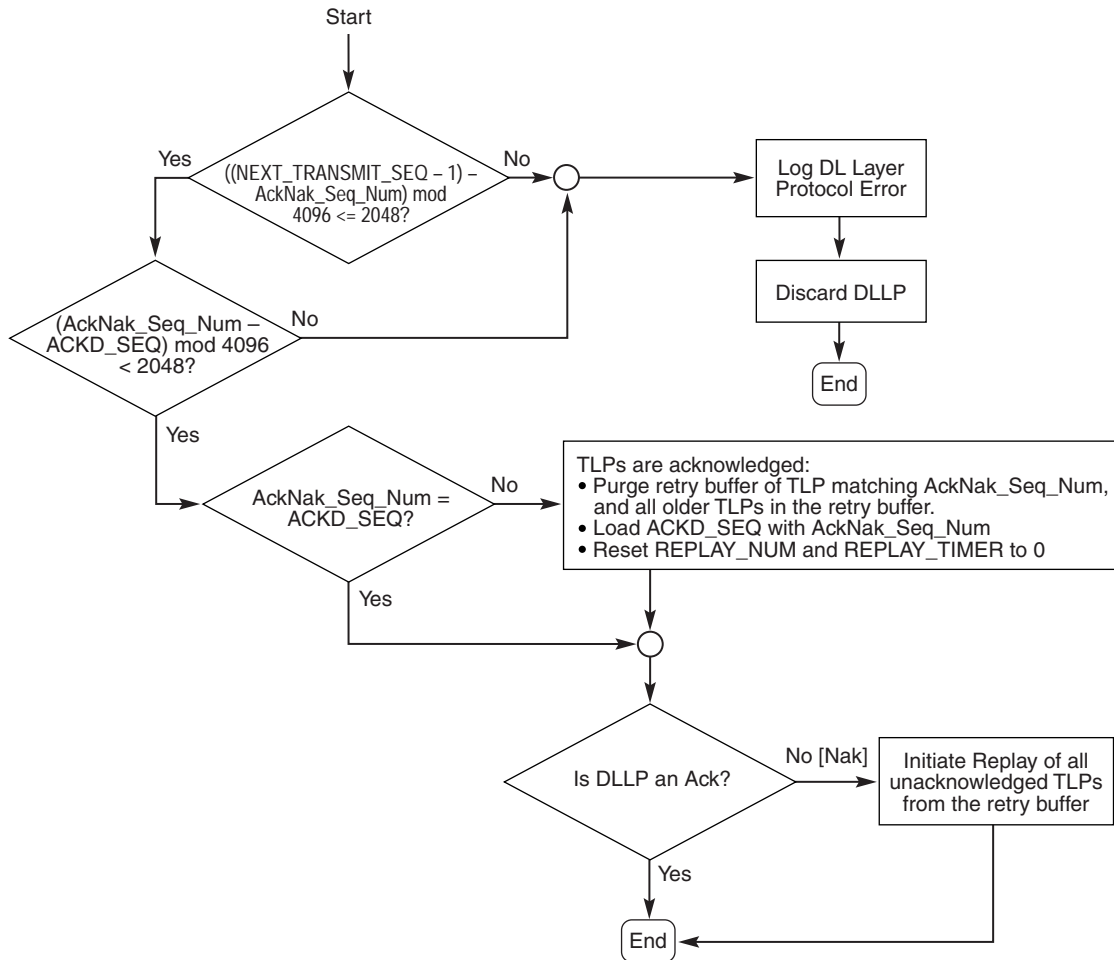 Start
((NEXT_TRANSMIT_SEQ – 1) –
AckNak_Seq_Num) mod
4096 <= 2048?
Yes
No
Log DL Layer
Protocol Error
Discard DLLP
End
(AckNak_Seq_Num –
ACKD_SEQ) mod 4096
< 2048?
No
Yes
AckNak_Seq_Num =
ACKD_SEQ?
No
Yes
TLPs are acknowledged:
• Purge retry buffer of TLP matching AckNak_Seq_Num,
and all older TLPs in the retry buffer.
• Load ACKD_SEQ with AckNak_Seq_Num
• Reset REPLAY_NUM and REPLAY_TIMER to 0
Is DLLP an Ack?
No [Nak]
Initiate Replay of all
unacknowledged TLPs
from the retry buffer
Yes
End